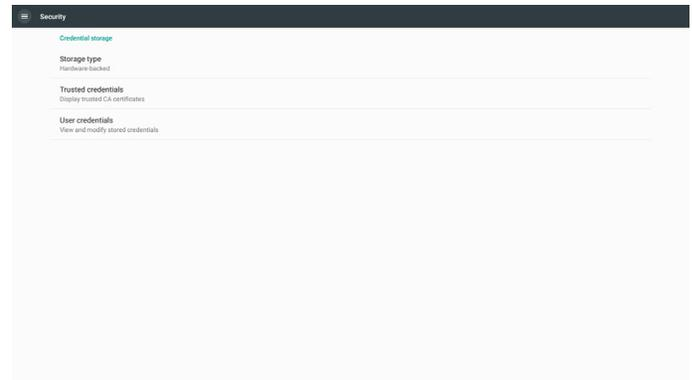 Security
Credential storage
Storage type
Hardware-backed
Trusted credentials
Display trusted CA certificates
User credentials
View and modify stored credentials